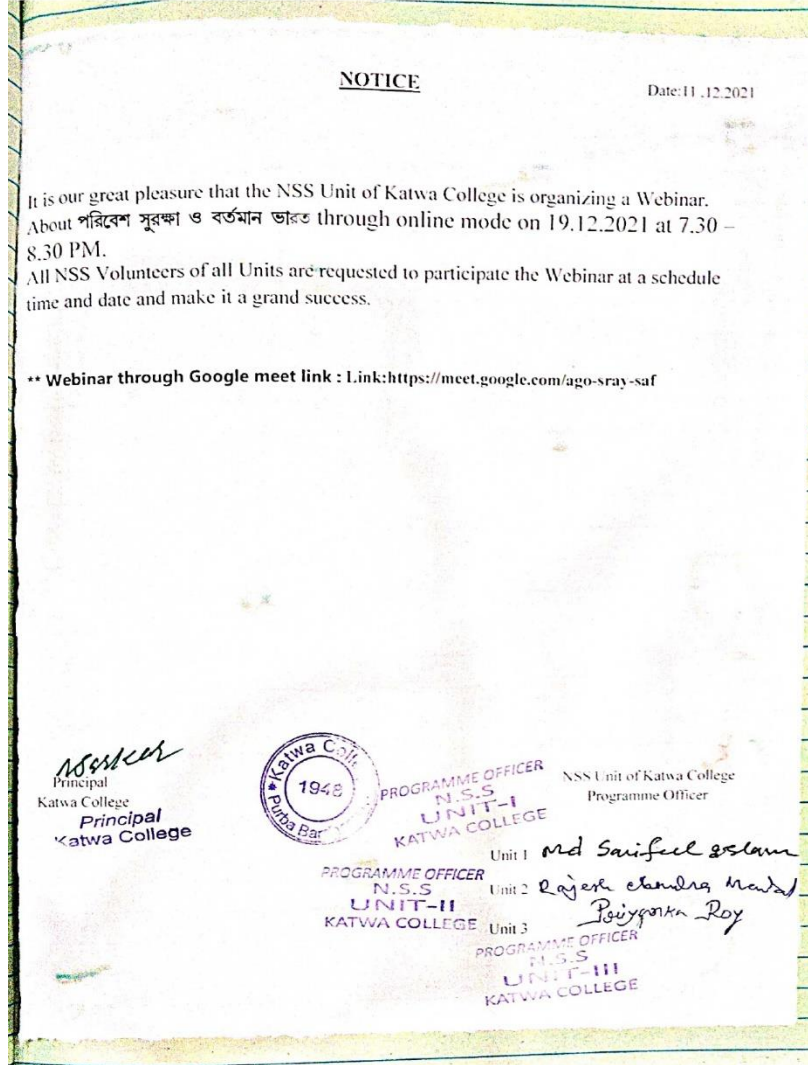 NOTICE
Date:11 .12.2021
It is our great pleasure that the NSS Unit of Katwa College is organizing a Webinar.
About পরিবেশ সুরক্ষা ও বর্তমান ভারত through online mode on 19.12.2021 at 7.30 –
8.30 PM.
All NSS Volunteers of all Units are requested to participate the Webinar at a schedule
time and date and make it a grand success.
** Webinar through Google meet link : Link:https://meet.google.com/ago-sray-saf
Principal
Katwa College
Principal
Katwa College
Katwa
1948
Purba
PROGRAMME OFFICER
N.S.S
UNIT-I
KATWA COLLEGE
NSS Unit of Katwa College
Programme Officer
Unit 1 Md Sariful Islam
PROGRAMME OFFICER
N.S.S
UNIT-II
KATWA COLLEGE
Unit 2 Rajesh Chandra Mandal
Unit 3 Priyanka Roy
PROGRAMME OFFICER
N.S.S
UNIT-III
KATWA COLLEGE